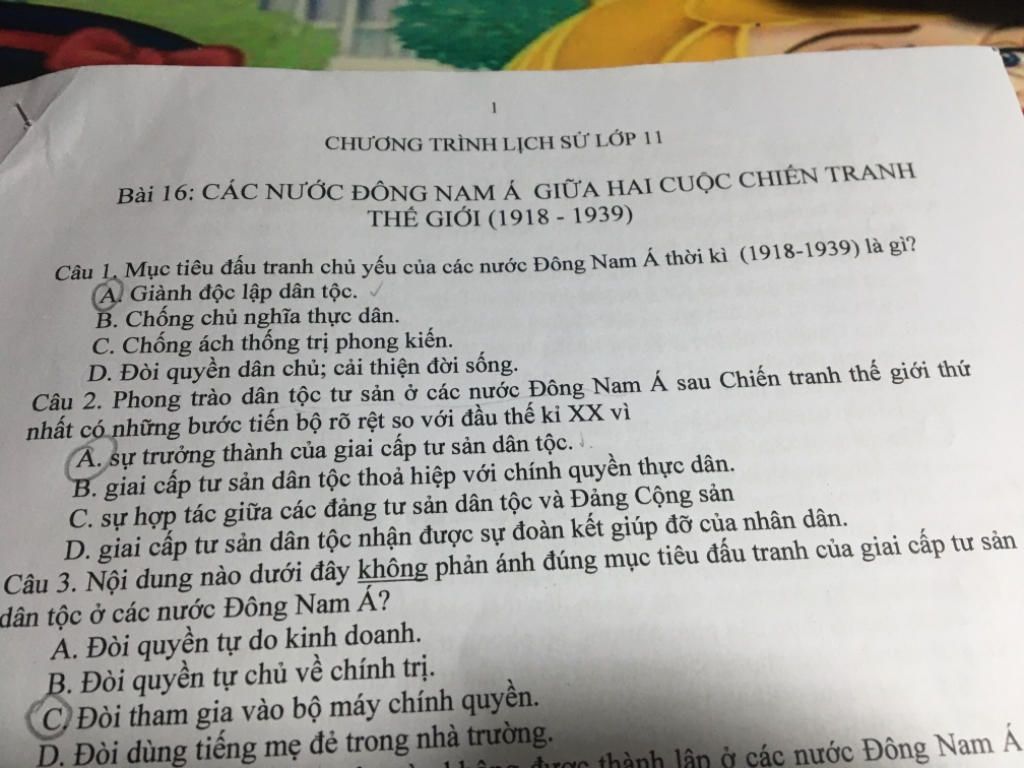 1
CHƯƠNG TRÌNH LỊCH SỬ LỚP 11
Bài 16: CÁC NƯỚC ĐÔNG NAM Á GIỮA HAI CUỘC CHIẾN TRANH
THẾ GIỚI (1918 - 1939)
Câu 1. Mục tiêu đấu tranh chủ yếu của các nước Đông Nam Á thời kì (1918-1939) là gì?
A. Giành độc lập dân tộc.
B. Chống chủ nghĩa thực dân.
C. Chống ách thống trị phong kiến.
D. Đòi quyền dân chủ; cải thiện đời sống.
Câu 2. Phong trào dân tộc tư sản ở các nước Đông Nam Á sau Chiến tranh thế giới thứ
nhất có những bước tiến bộ rõ rệt so với đầu thế kỉ XX vì
A. sự trưởng thành của giai cấp tư sản dân tộc.
B. giai cấp tư sản dân tộc thoả hiệp với chính quyền thực dân.
C. sự hợp tác giữa các đảng tư sản dân tộc và Đảng Cộng sản
D. giai cấp tư sản dân tộc nhận được sự đoàn kết giúp đỡ của nhân dân.
Câu 3. Nội dung nào dưới đây không phản ánh đúng mục tiêu đấu tranh của giai cấp tư sản
dân tộc ở các nước Đông Nam Á?
A. Đòi quyền tự do kinh doanh.
B. Đòi quyền tự chủ về chính trị.
C. Đòi tham gia vào bộ máy chính quyền.
D. Đòi dùng tiếng mẹ đẻ trong nhà trường.
được thành lập ở các nước Đông Nam Á